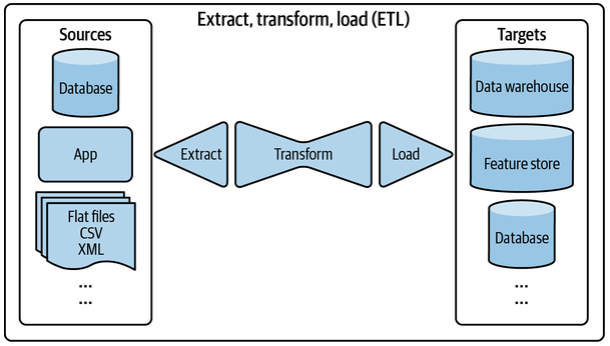 Extract, transform, load (ETL)
Sources
Database
App
Flat files
CSV
XML
...
...
Extract
Transform
Load
Targets
Data warehouse
Feature store
Database
...
...